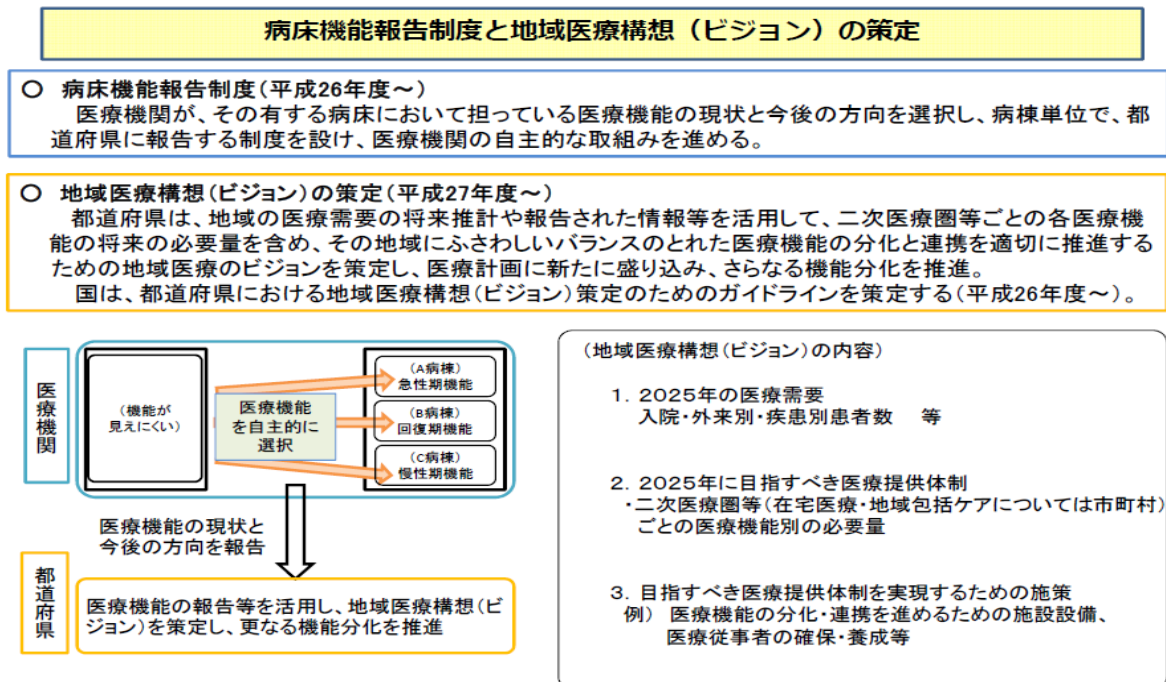 病床機能報告制度と地域医療構想（ビジョン）の策定
○ 病床機能報告制度（平成26年度～）
医療機関が、その有する病床において担っている医療機能の現状と今後の方向を選択し、病棟単位で、都
道府県に報告する制度を設け、医療機関の自主的な取組みを進める。
○ 地域医療構想（ビジョン）の策定（平成27年度～）
都道府県は、地域の医療需要の将来推計や報告された情報等を活用して、二次医療圏等ごとの各医療機
能の将来の必要量を含め、その地域にふさわしいバランスのとれた医療機能の分化と連携を適切に推進する
ための地域医療のビジョンを策定し、医療計画に新たに盛り込み、さらなる機能分化を推進。
国は、都道府県における地域医療構想（ビジョン）策定のためのガイドラインを策定する（平成26年度～）。
医療機関
（機能が
見えにくい）
医療機能
を自主的に
選択
（A病棟）
急性期機能
（B病棟）
回復期機能
（C病棟）
慢性期機能
医療機能の現状と
今後の方向を報告
都道府県
医療機能の報告等を活用し、地域医療構想（ビ
ジョン）を策定し、更なる機能分化を推進
（地域医療構想（ビジョン）の内容）
1．2025年の医療需要
入院・外来別・疾患別患者数　等
2．2025年に目指すべき医療提供体制
・二次医療圏等（在宅医療・地域包括ケアについては市町村）
ごとの医療機能別の必要量
3．目指すべき医療提供体制を実現するための施策
例） 医療機能の分化・連携を進めるための施設設備、
医療従事者の確保・養成等